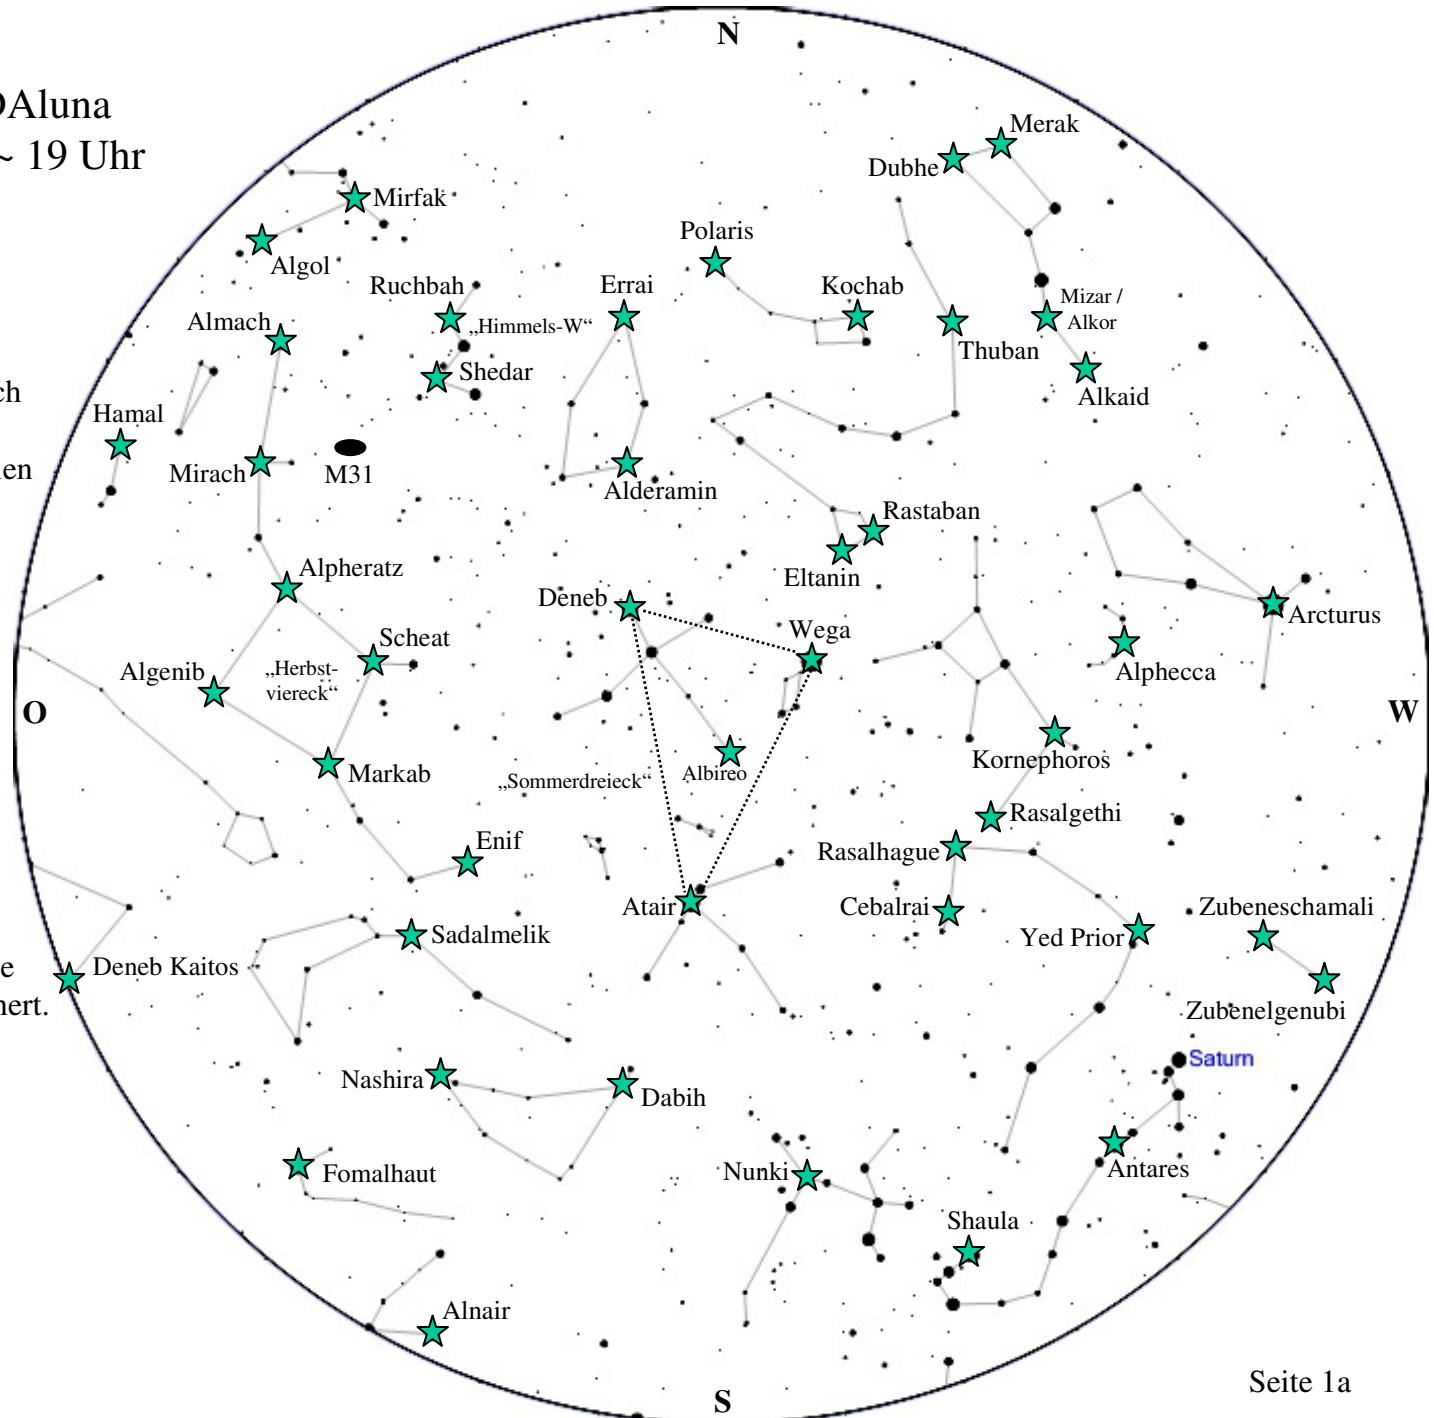 N
DAluna
~ 19 Uhr
Merak
Dubhe
Mirfak
Polaris
Algol
Ruchbah
Errai
Kochab
Mizar /
Alkor
Almach
„Himmels-W“
Thuban
Shedar
Alkaid
ch
Hamal
en
Mirach
M31
Alderamin
Rastaban
Alpheratz
Eltanin
Deneb
Arcturus
Wega
Scheat
Algenib
„Herbst-
viereck“
Alphecca
O
W
Markab
„Sommerdreieck“
Albireo
Kornephoros
Rasalgethi
Enif
Rasalhague
Atair
Cebalrai
Zubeneschamali
Sadalmelik
Yed Prior
e
Deneb Kaitos
nert.
Zubenelgenubi
Saturn
Nashira
Dabih
Fomalhaut
Nunki
Antares
Shaula
Alnair
Seite 1a
S